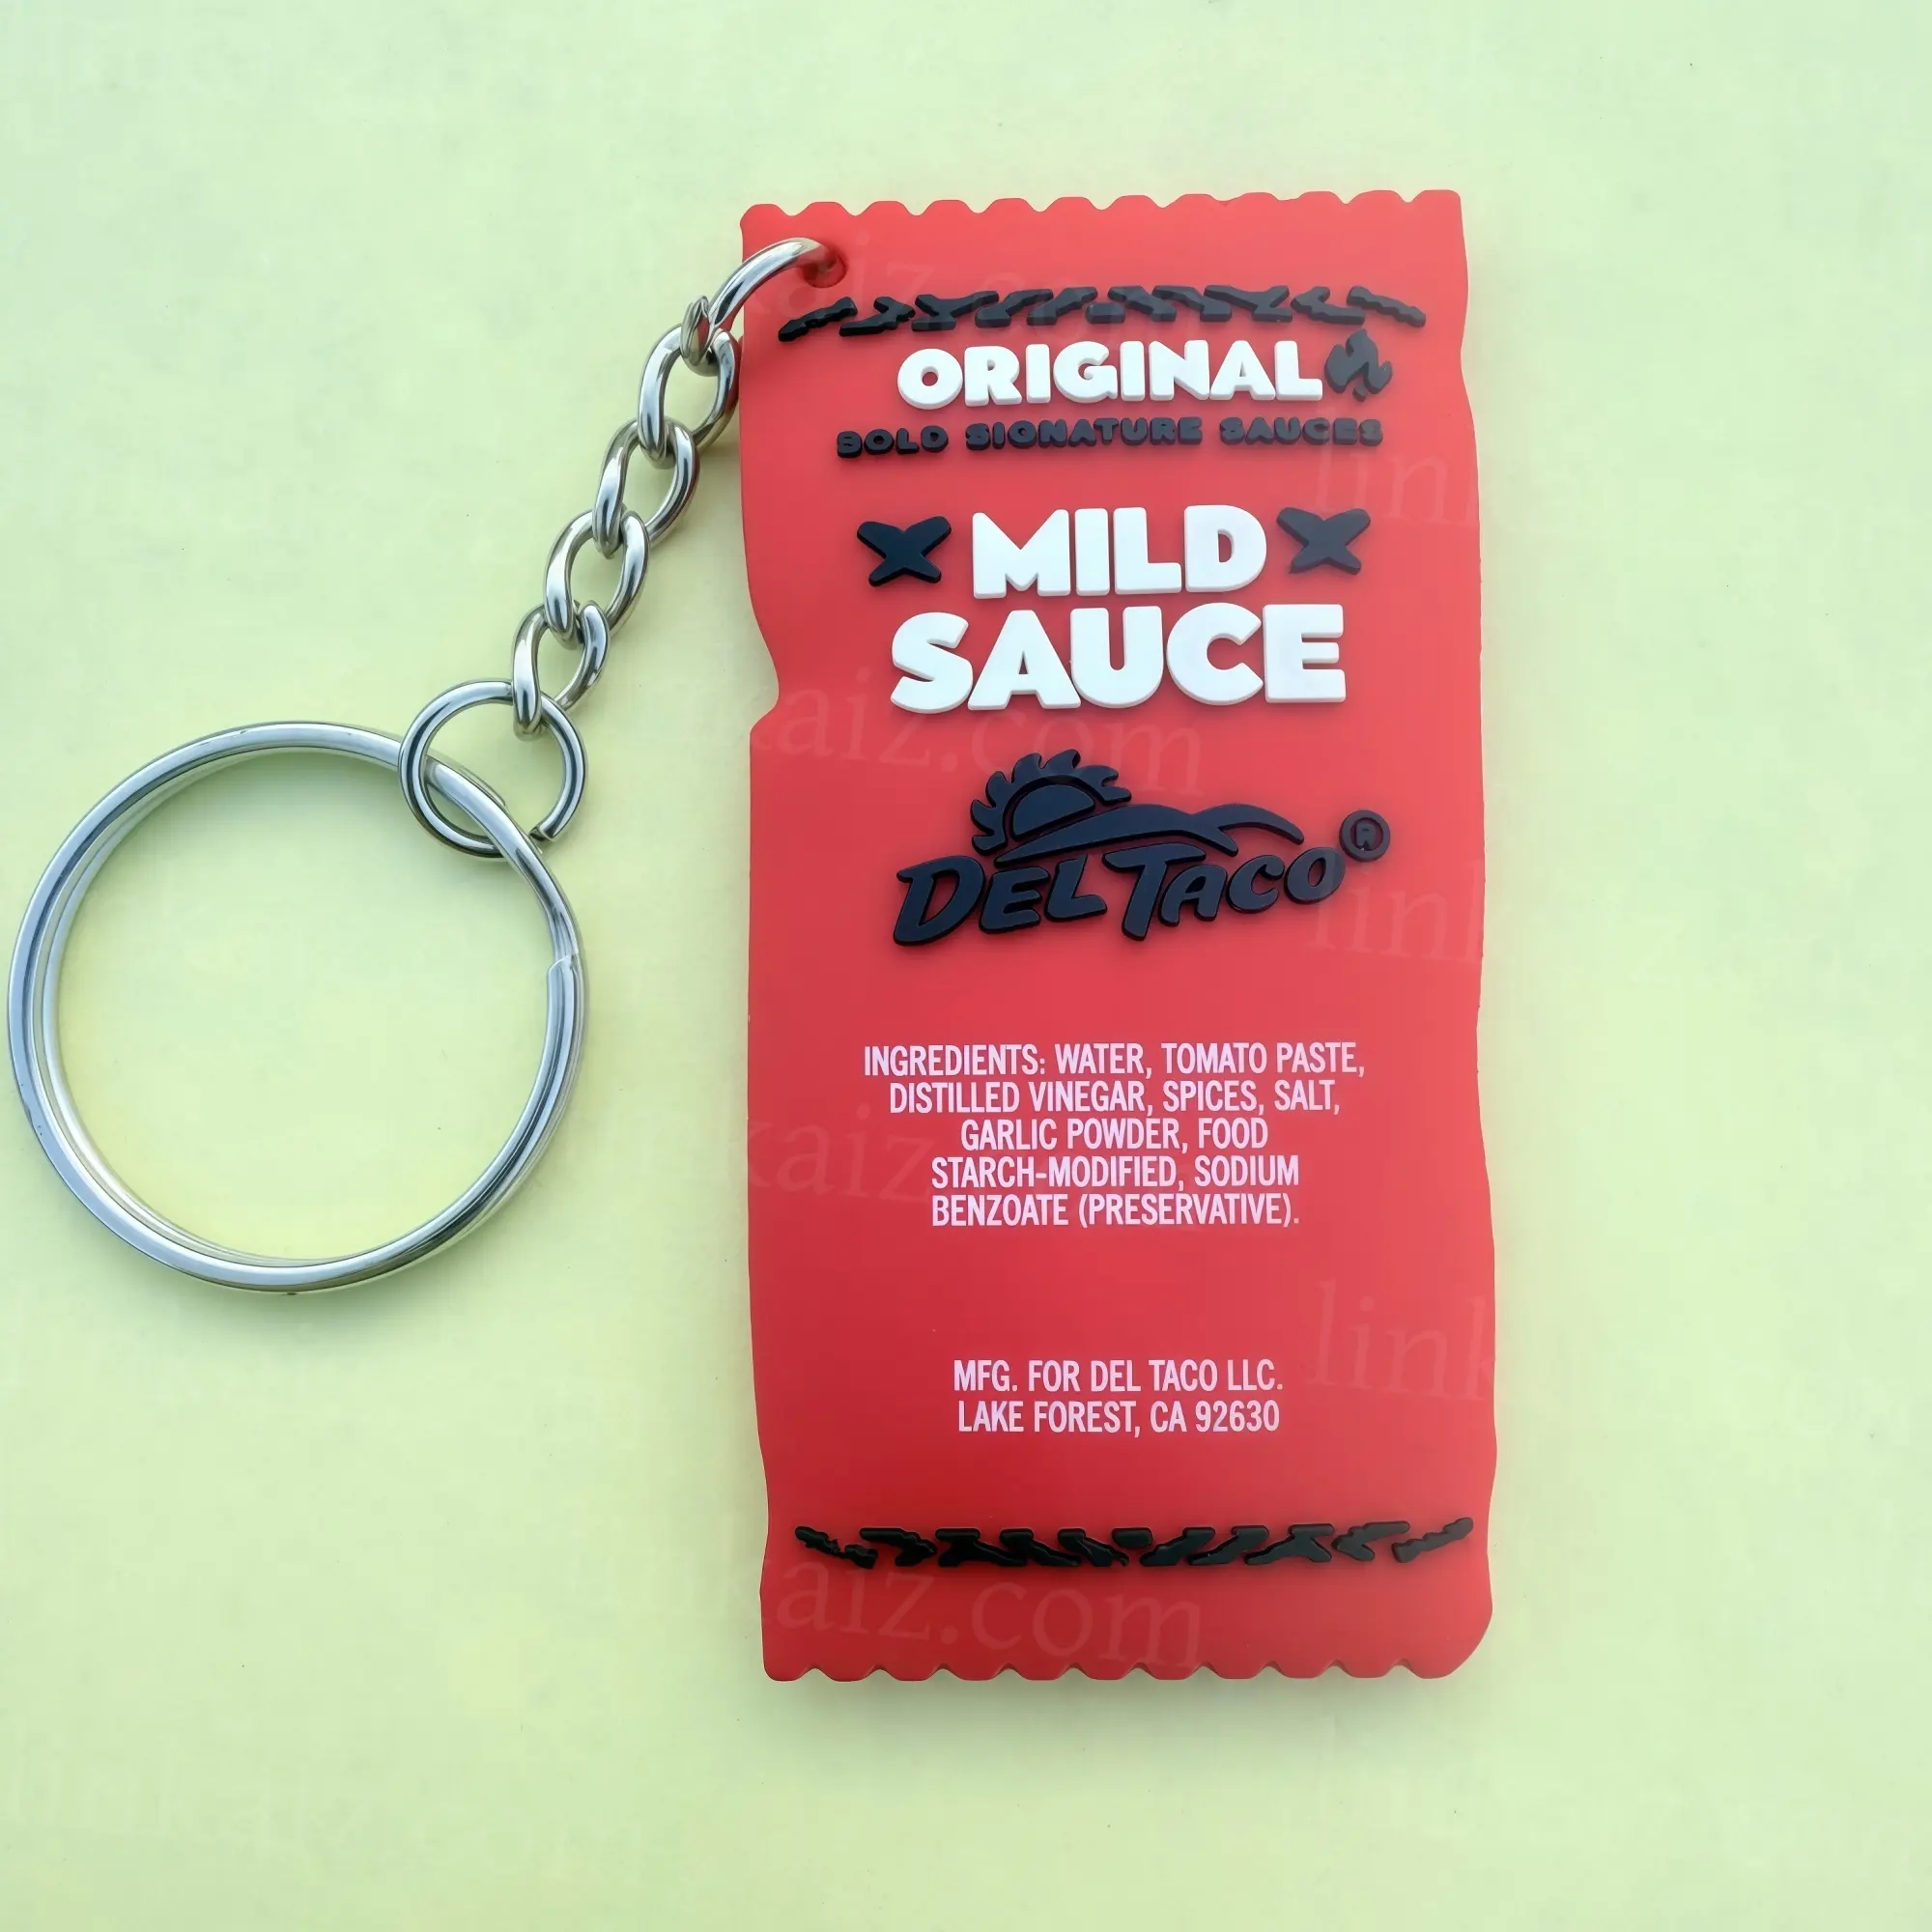 ORIGINAL
BOLD SIGNATURE SAUCES
MILD
SAUCE
DEL TACO®
INGREDIENTS: WATER, TOMATO PASTE,
DISTILLED VINEGAR, SPICES, SALT,
GARLIC POWDER, FOOD
STARCH-MODIFIED, SODIUM
BENZOATE (PRESERVATIVE).
MFG. FOR DEL TACO LLC.
LAKE FOREST, CA 92630